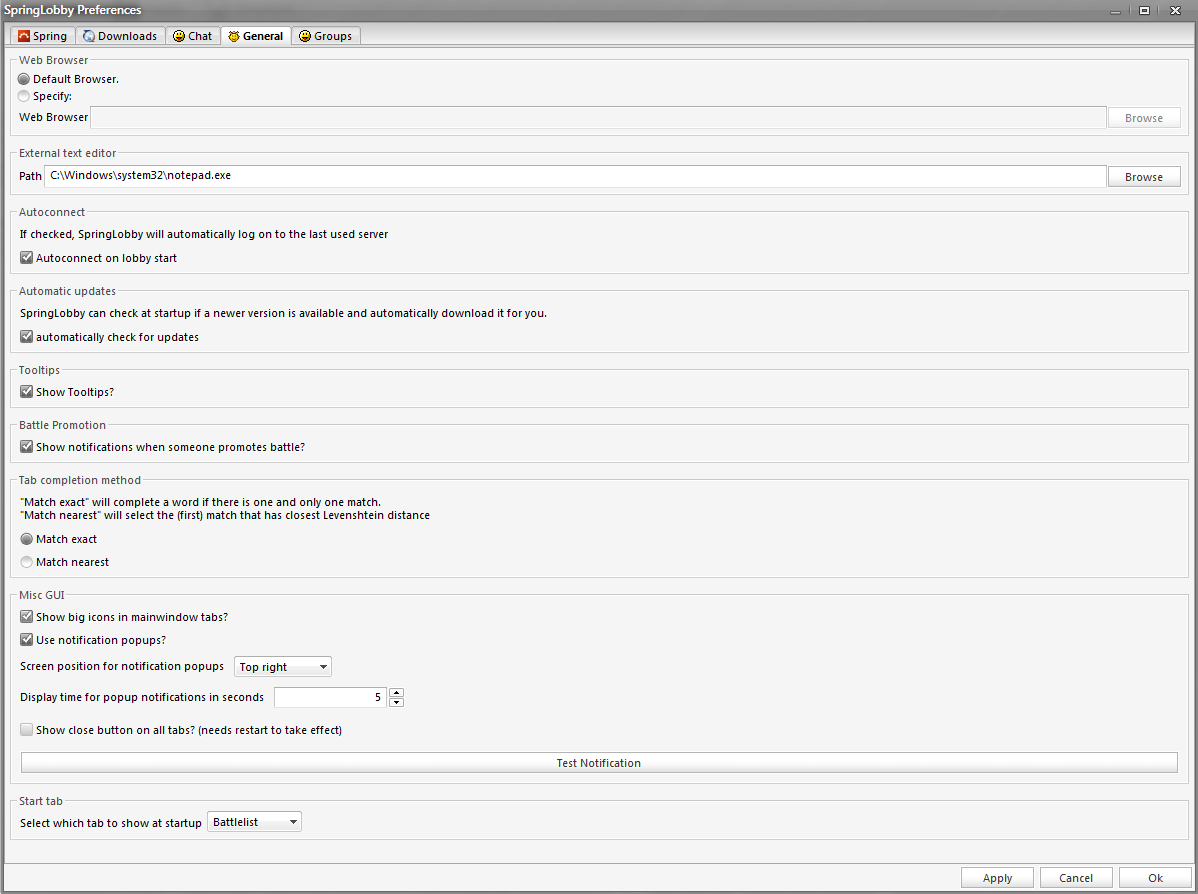 SpringLobby Preferences
Spring Downloads Chat General Groups
Web Browser
Default Browser.
Specify:
Web Browser Browse
External text editor
Path C:\Windows\system32\notepad.exe Browse
Autoconnect
If checked, SpringLobby will automatically log on to the last used server
Autoconnect on lobby start
Automatic updates
SpringLobby can check at startup if a newer version is available and automatically download it for you.
automatically check for updates
Tooltips
Show Tooltips?
Battle Promotion
Show notifications when someone promotes battle?
Tab completion method
"Match exact" will complete a word if there is one and only one match.
"Match nearest" will select the (first) match that has closest Levenshtein distance
Match exact
Match nearest
Misc GUI
Show big icons in mainwindow tabs?
Use notification popups?
Screen position for notification popups Top right
Display time for popup notifications in seconds 5
Show close button on all tabs? (needs restart to take effect)
Test Notification
Start tab
Select which tab to show at startup Battlelist
Apply Cancel Ok